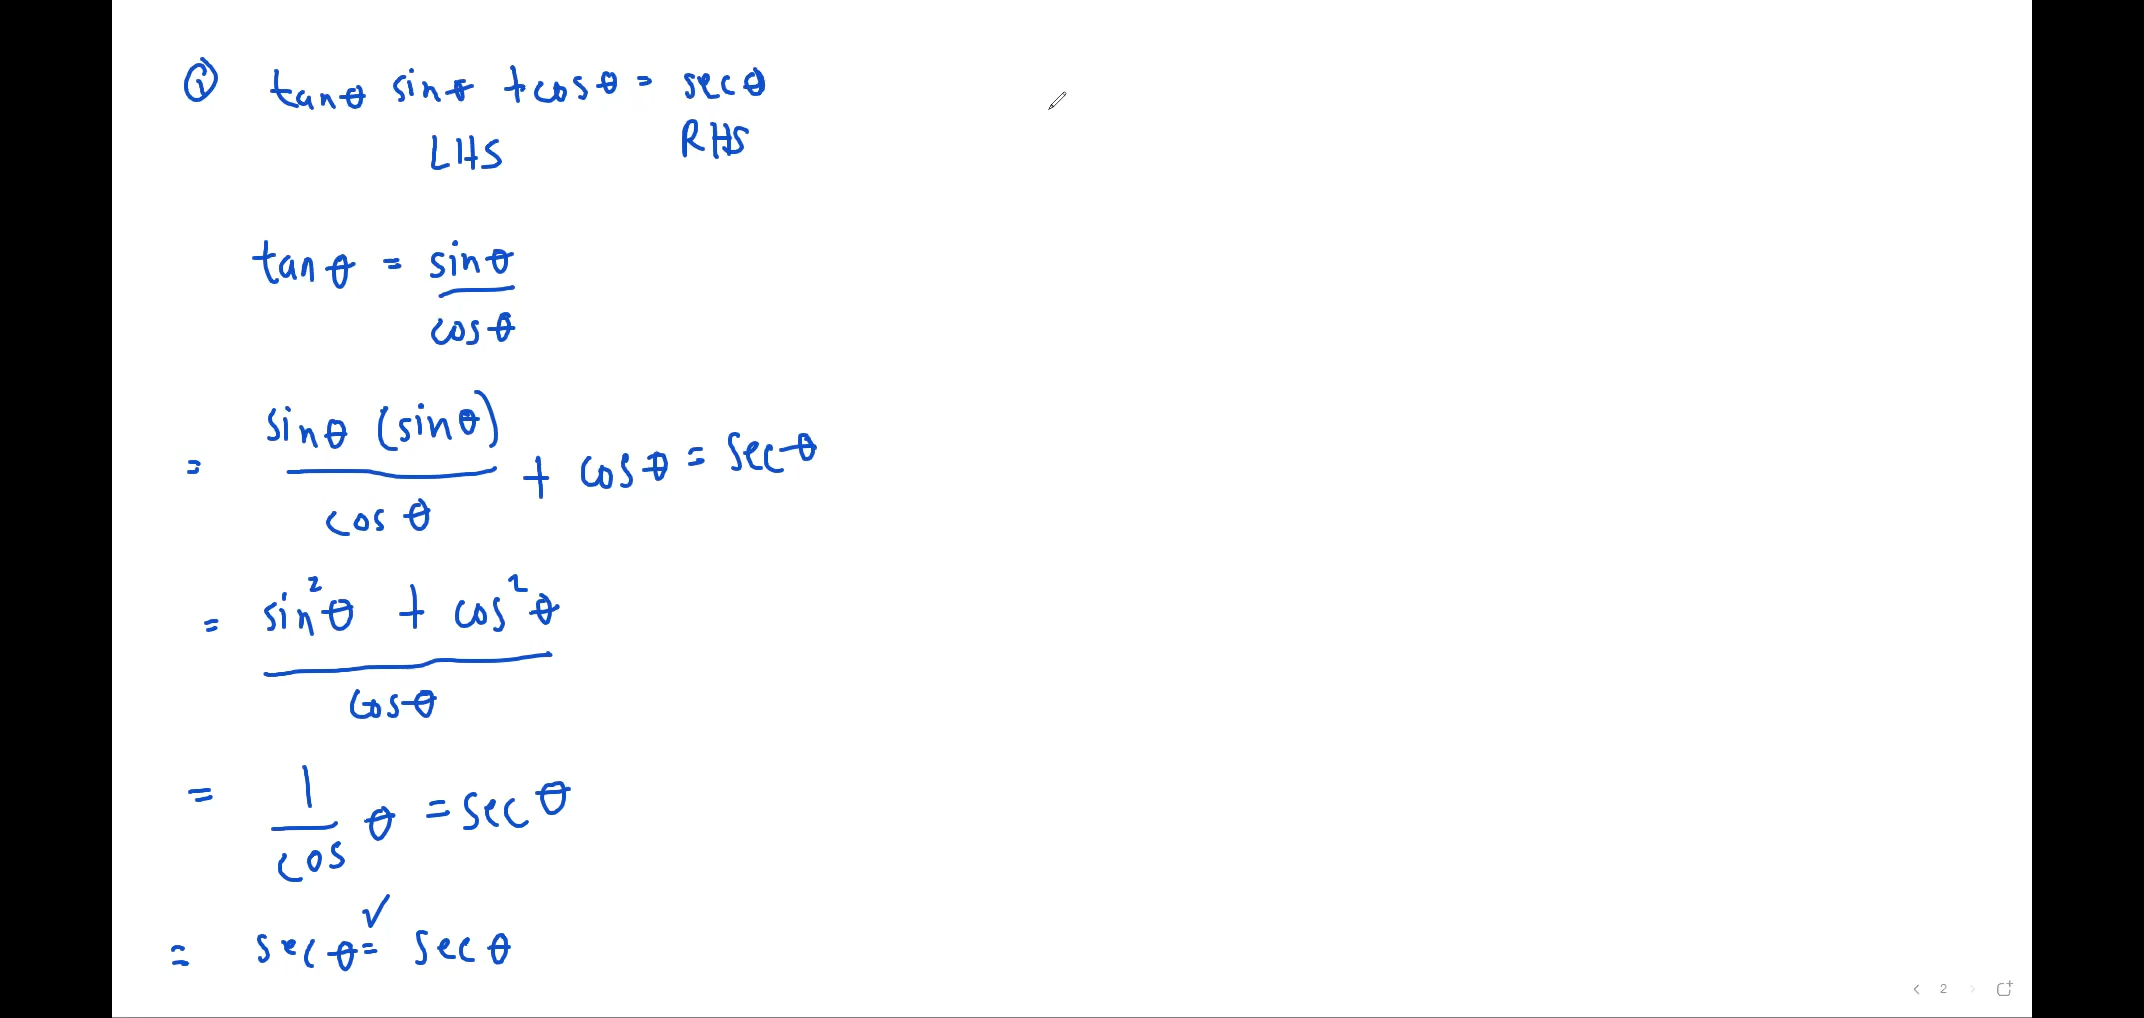 ① tanθ sinθ + cosθ = secθ
LHS RHS
tanθ = sinθ
cosθ
= sinθ (sinθ) + cosθ = secθ
cosθ
= sin²θ + cos²θ
cosθ
= 1 θ = secθ
cos
✓
= secθ = secθ
2